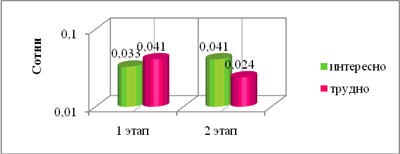 0,1
0,033
0,041
0,041
0,024
0,01
Сотни
1 этап
2 этап
интересно
трудно